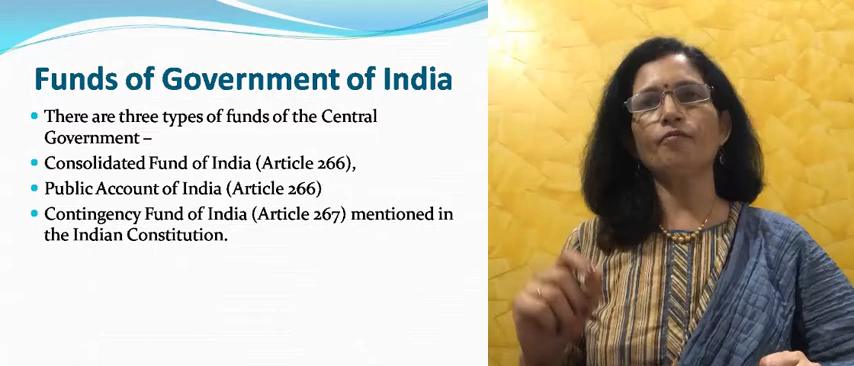 Funds of Government of India
• There are three types of funds of the Central
Government –
• Consolidated Fund of India (Article 266),
• Public Account of India (Article 266)
• Contingency Fund of India (Article 267) mentioned in
the Indian Constitution.